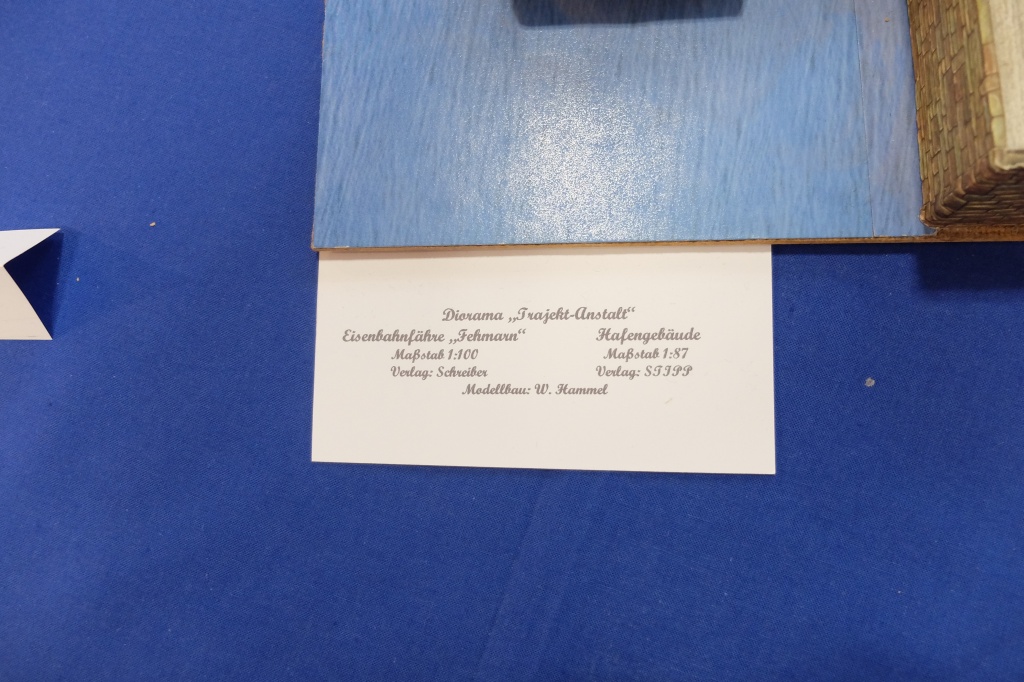 Diorama „Trajekt-Anstalt“
Eisenbahnfähre „Fehmarn“ Hafengebäude
Maßstab 1:100 Maßstab 1:87
Verlag: Schreiber Verlag: STIPP
Modellbau: W. Hammel